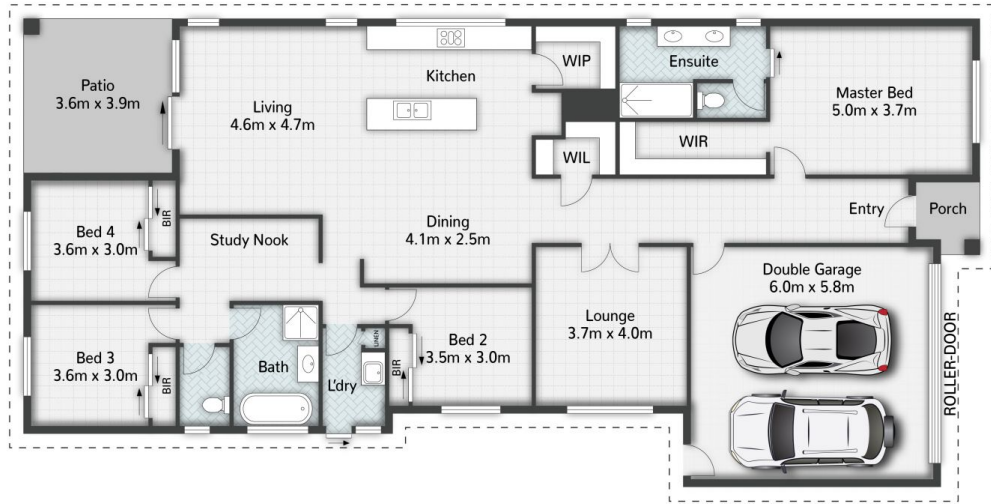 Patio
3.6m x 3.9m
Living
4.6m x 4.7m
Kitchen
WIP
Ensuite
Master Bed
5.0m x 3.7m
WIL
WIR
Bed 4
3.6m x 3.0m
BIR
Study Nook
Dining
4.1m x 2.5m
Entry
Porch
Bed 3
3.6m x 3.0m
BIR
Bath
L'dry
LINEN
BIR
Bed 2
3.5m x 3.0m
Lounge
3.7m x 4.0m
Double Garage
6.0m x 5.8m
ROLLER-DOOR